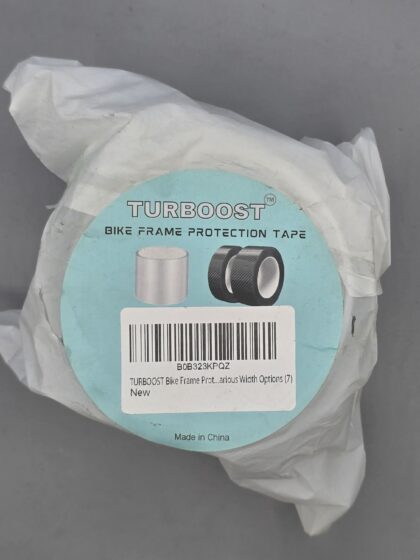 TURBOOST™
BIKE FRAME PROTECTION TAPE
B0B323KPQZ
TURBOOST Bike Frame Prot...arious Width Options (7)
New
Made in China